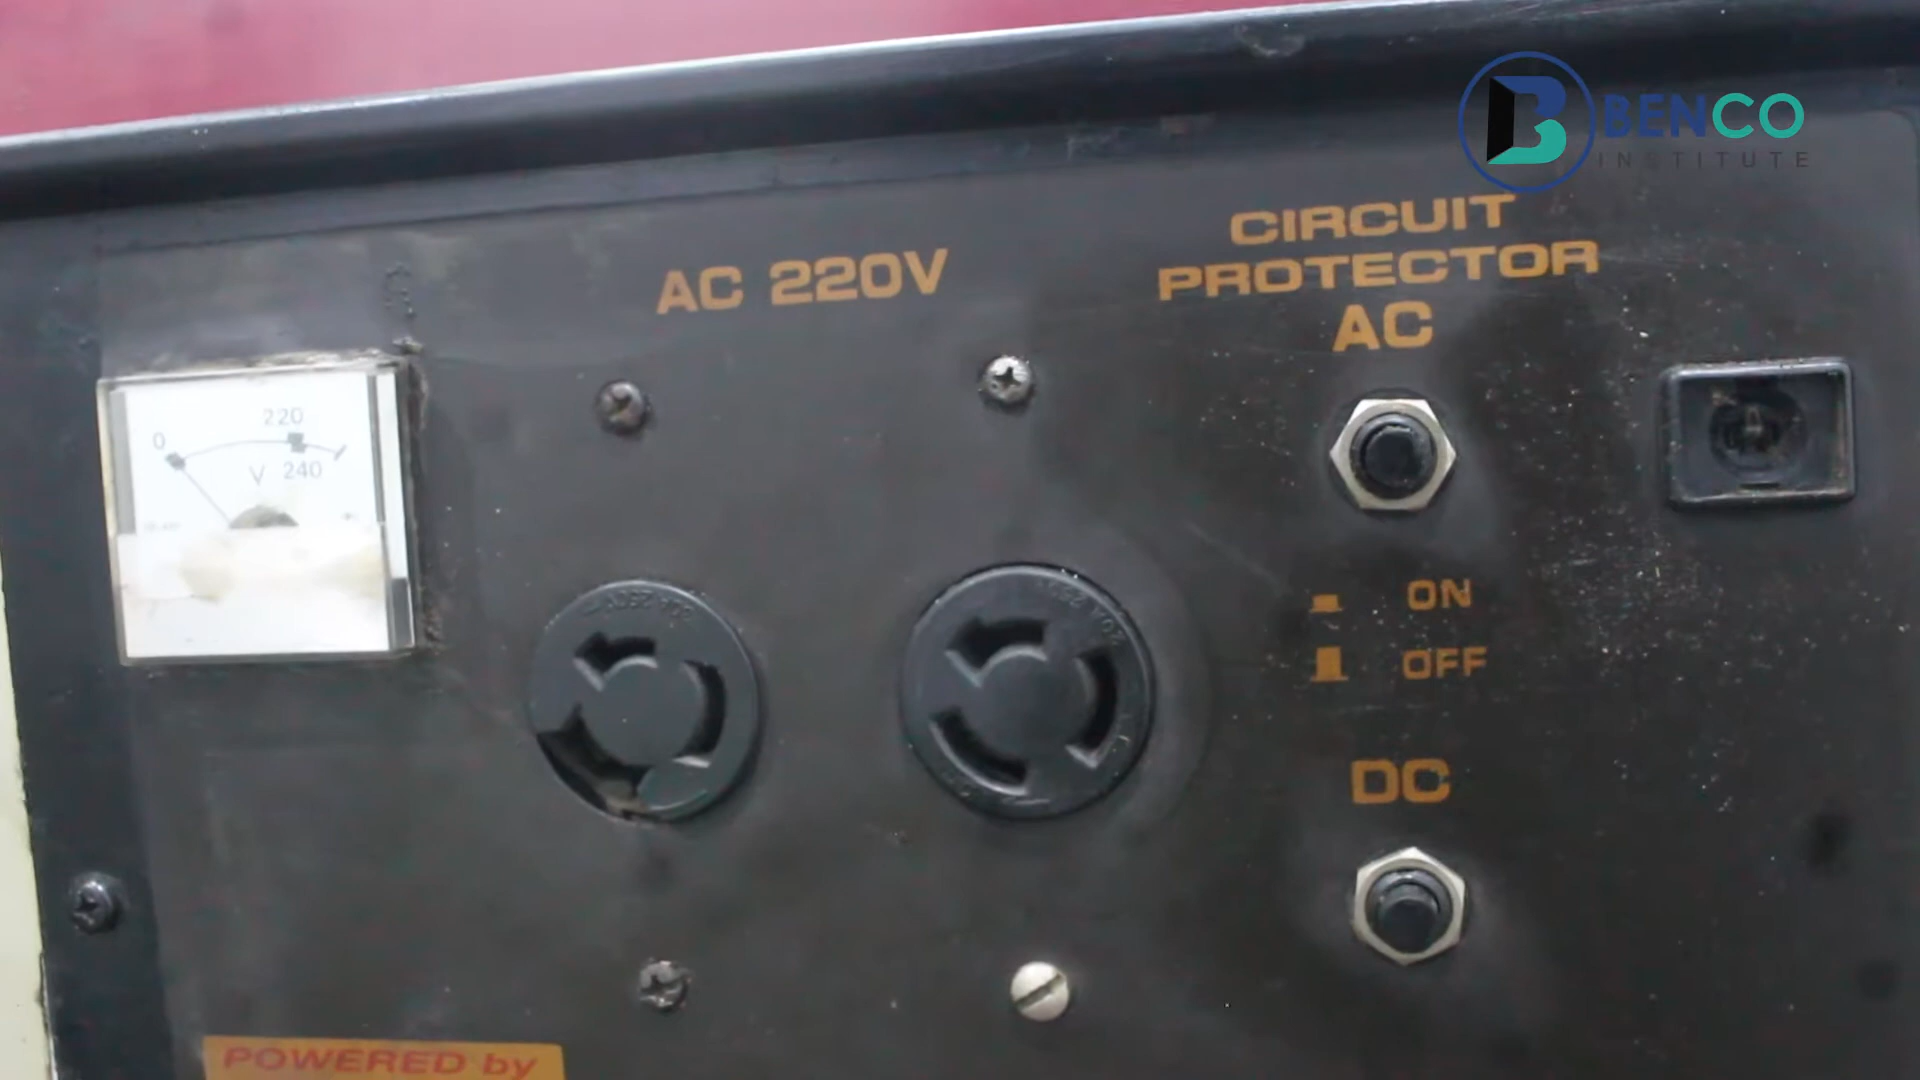 BENCO
INSTITUTE
CIRCUIT
PROTECTOR
AC
AC 220V
0
220
240
V
ON
OFF
DC
POWERED by